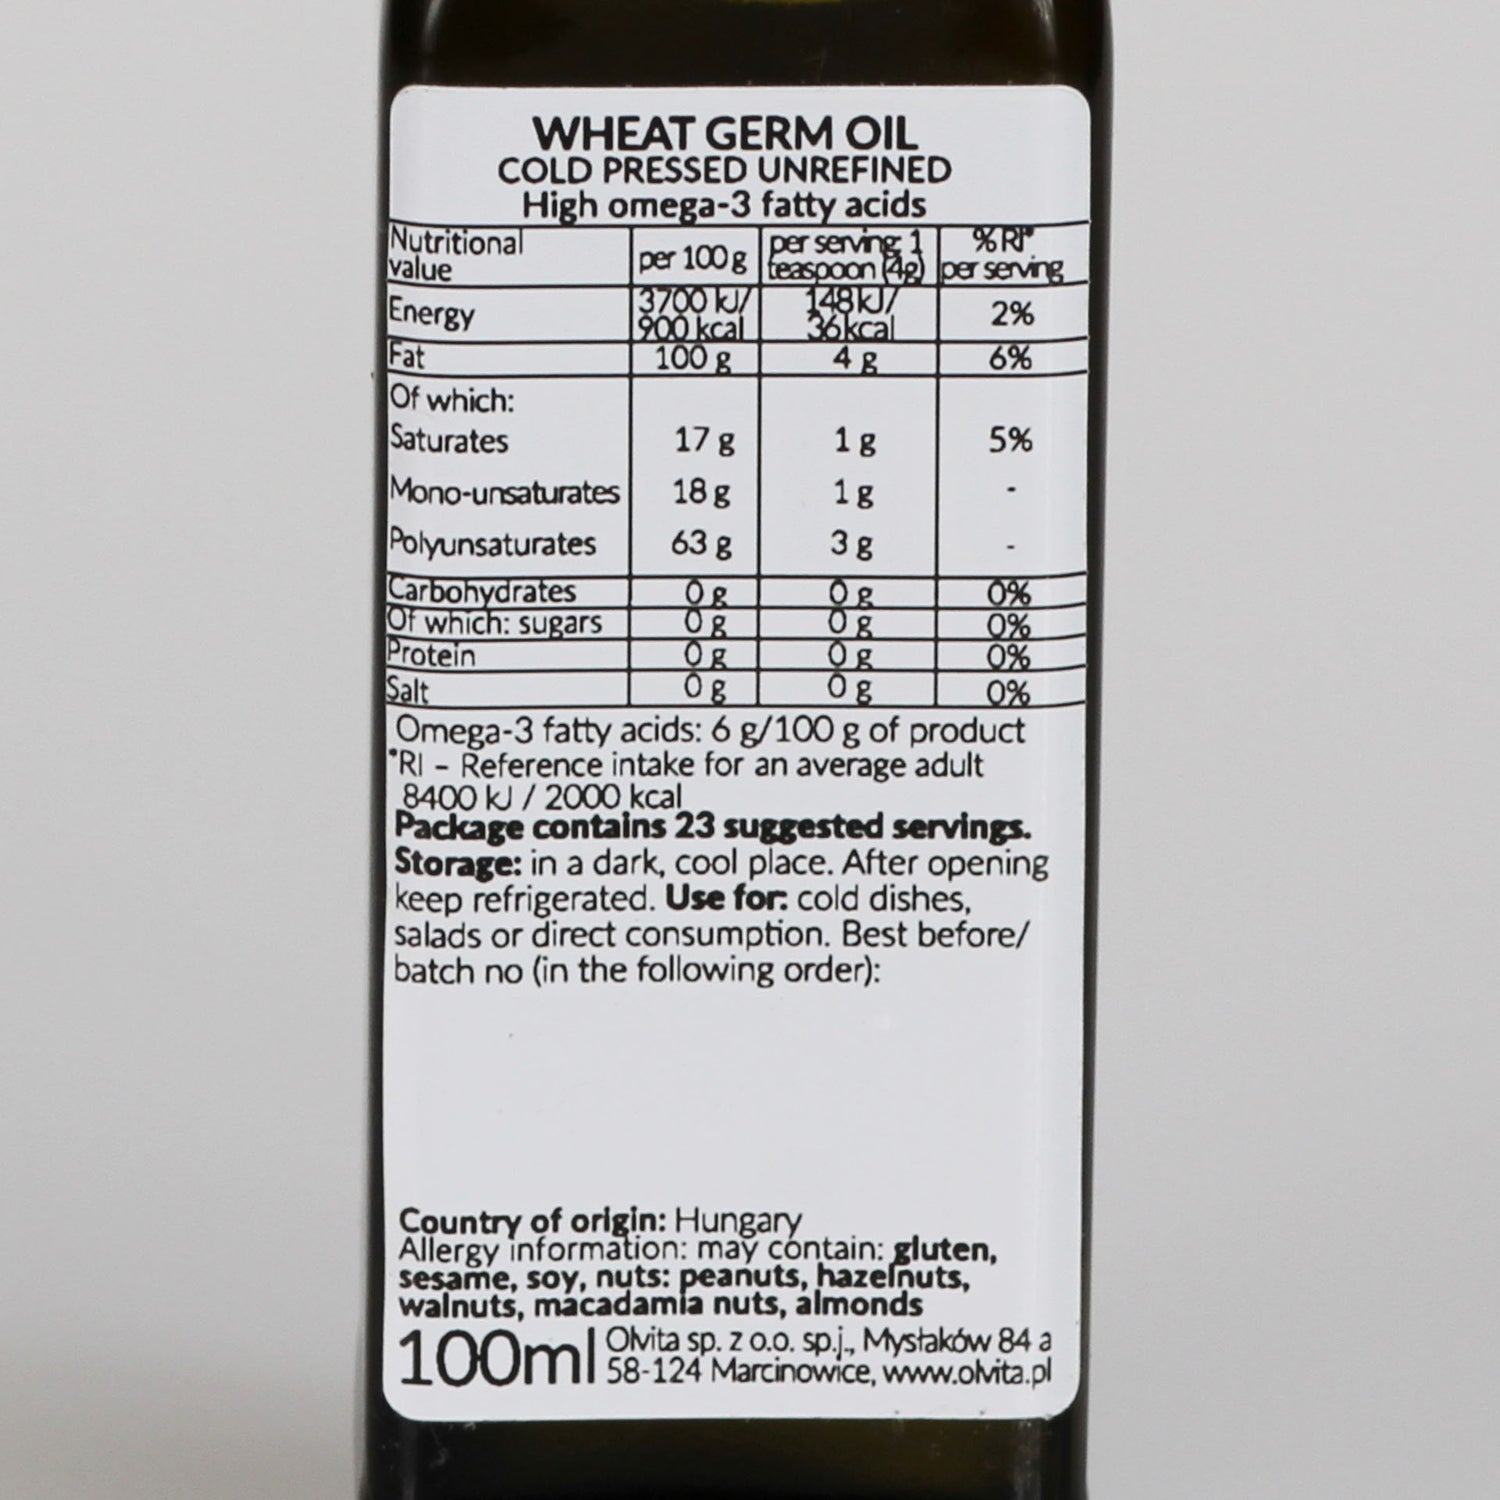 WHEAT GERM OIL
COLD PRESSED UNREFINED
High omega-3 fatty acids
Nutritional value per 100 g per serving: 1 teaspoon (4g) %RI* per serving
Energy 3700 kJ/ 900 kcal 148 kJ/ 36 kcal 2%
Fat 100 g 4 g 6%
Of which:
Saturates 17 g 1 g 5%
Mono-unsaturates 18 g 1 g -
Polyunsaturates 63 g 3 g -
Carbohydrates 0 g 0 g 0%
Of which: sugars 0 g 0 g 0%
Protein 0 g 0 g 0%
Salt 0 g 0 g 0%
Omega-3 fatty acids: 6 g/100 g of product
*RI - Reference intake for an average adult
8400 kJ / 2000 kcal
Package contains 23 suggested servings.
Storage: in a dark, cool place. After opening
keep refrigerated. Use for: cold dishes,
salads or direct consumption. Best before/
batch no (in the following order):
Country of origin: Hungary
Allergy information: may contain: gluten,
sesame, soy, nuts: peanuts, hazelnuts,
walnuts, macadamia nuts, almonds
100ml
Olvita sp. z o.o. sp.j., Mysłaków 84 a
58-124 Marcinowice, www.olvita.pl